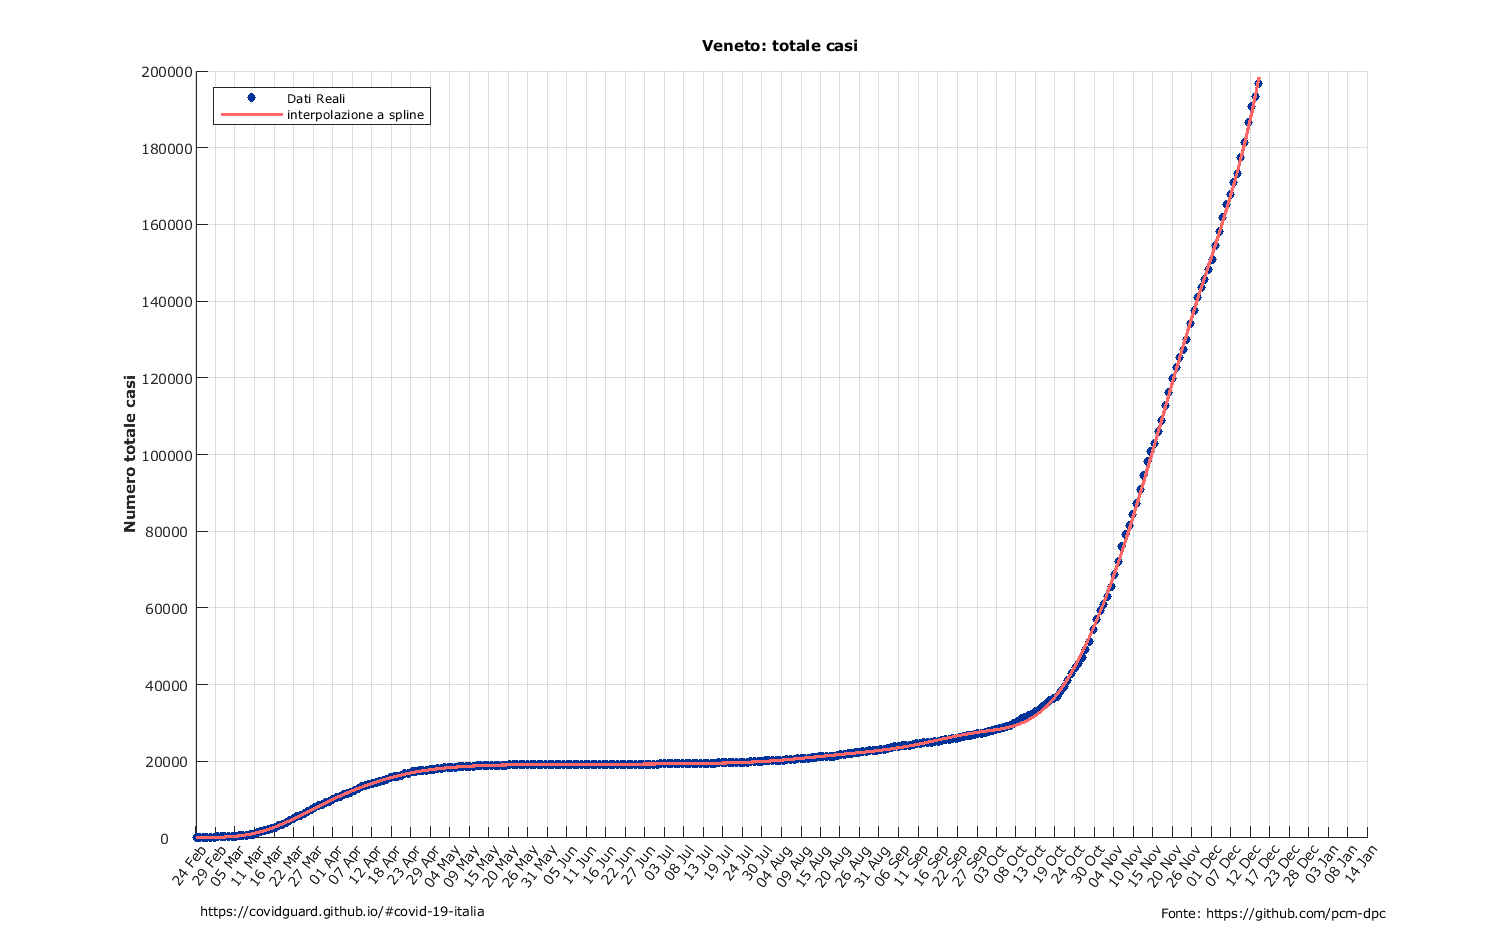 Veneto: totale casi
Dati Reali
interpolazione a spline
Numero totale casi
200000
180000
160000
140000
120000
100000
80000
60000
40000
20000
0
24 Feb
29 Feb
05 Mar
11 Mar
16 Mar
22 Mar
27 Mar
01 Apr
07 Apr
12 Apr
18 Apr
23 Apr
29 Apr
04 May
09 May
15 May
20 May
26 May
31 May
05 Jun
11 Jun
16 Jun
22 Jun
27 Jun
03 Jul
08 Jul
13 Jul
19 Jul
24 Jul
30 Jul
04 Aug
09 Aug
15 Aug
20 Aug
26 Aug
31 Aug
06 Sep
11 Sep
16 Sep
22 Sep
27 Sep
03 Oct
08 Oct
13 Oct
19 Oct
24 Oct
30 Oct
04 Nov
10 Nov
15 Nov
20 Nov
26 Nov
01 Dec
07 Dec
12 Dec
17 Dec
23 Dec
28 Dec
03 Jan
08 Jan
14 Jan
https://covidguard.github.io/#covid-19-italia
Fonte: https://github.com/pcm-dpc